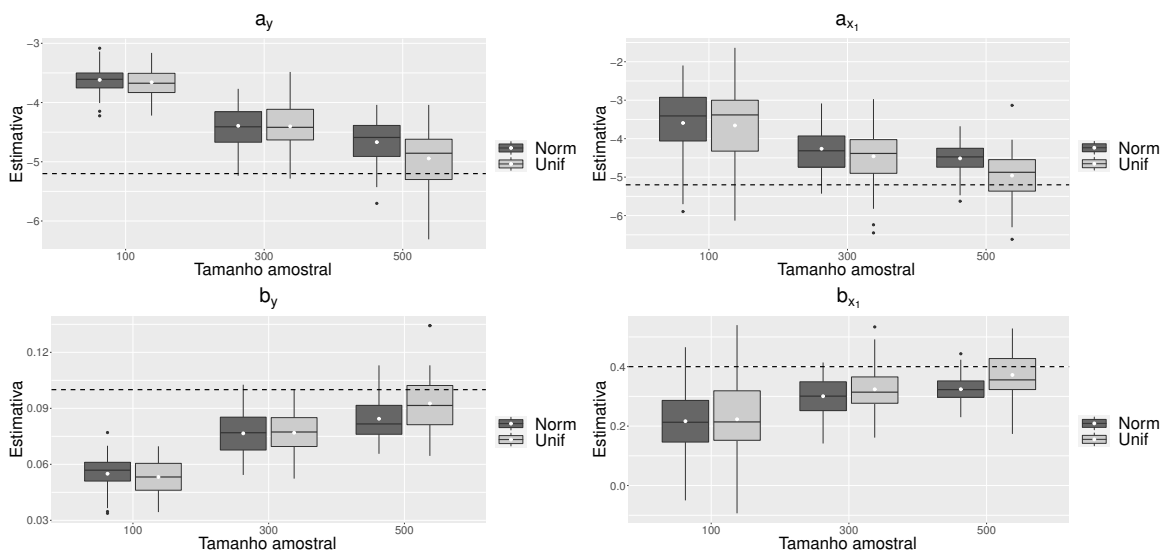 a_y
Estimativa
−3
−4
−5
−6
100
300
500
Tamanho amostral
Norm
Unif
a_x1
Estimativa
−2
−3
−4
−5
−6
100
300
500
Tamanho amostral
Norm
Unif
b_y
Estimativa
0.12
0.09
0.06
0.03
100
300
500
Tamanho amostral
Norm
Unif
b_x1
Estimativa
0.4
0.2
0.0
100
300
500
Tamanho amostral
Norm
Unif